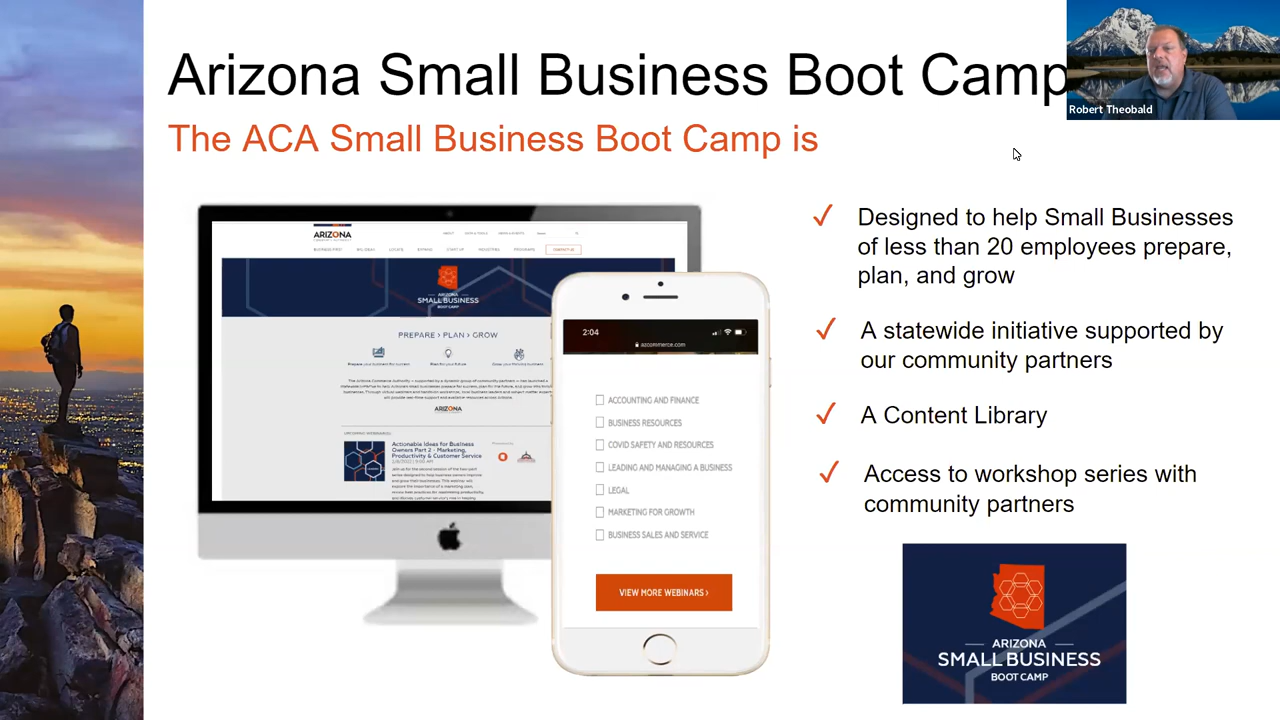 Arizona Small Business Boot Camp
Robert Theobald
The ACA Small Business Boot Camp is
Designed to help Small Businesses
of less than 20 employees prepare,
plan, and grow
A statewide initiative supported by
our community partners
A Content Library
Access to workshop series with
community partners
ARIZONA
CONTACT US
ARIZONA
SMALL BUSINESS
BOOT CAMP
PREPARE > PLAN > GROW
ARIZONA
Actionable Ideas for Business
Owners Part 2 - Marketing,
Productivity & Customer Service
2:04
azcommerce.com
ACCOUNTING AND FINANCE
BUSINESS RESOURCES
COVID SAFETY AND RESOURCES
LEADING AND MANAGING A BUSINESS
LEGAL
MARKETING FOR GROWTH
BUSINESS SALES AND SERVICE
VIEW MORE WEBINARS >
ARIZONA
SMALL BUSINESS
BOOT CAMP